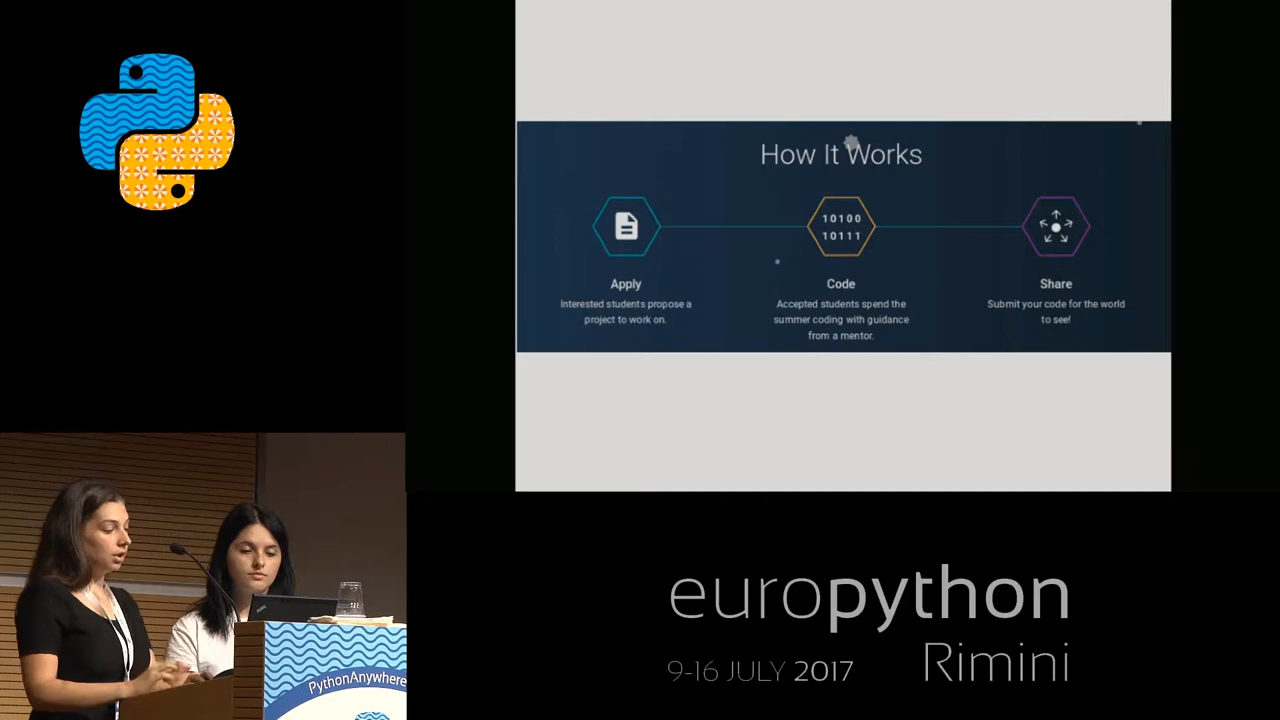 How It Works
10100
10111
Apply
Interested students propose a
project to work on.
Code
Accepted students spend the
summer coding with guidance
from a mentor.
Share
Submit your code for the world
to see!
PythonAnywhere
europython
9-16 JULY 2017
Rimini